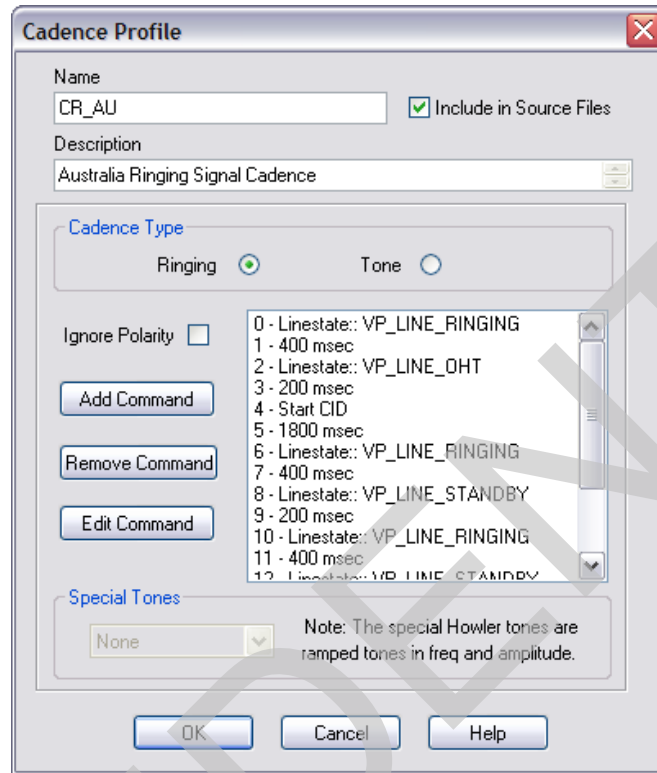 Cadence Profile
Name
CR_AU
Include in Source Files
Description
Australia Ringing Signal Cadence
Cadence Type
Ringing
Tone
Ignore Polarity
Add Command
Remove Command
Edit Command
0 - Linestate:: VP_LINE_RINGING
1 - 400 msec
2 - Linestate:: VP_LINE_OHT
3 - 200 msec
4 - Start CID
5 - 1800 msec
6 - Linestate:: VP_LINE_RINGING
7 - 400 msec
8 - Linestate:: VP_LINE_STANDBY
9 - 200 msec
10 - Linestate:: VP_LINE_RINGING
11 - 400 msec
12 - Linestate:: VP_LINE_STANDBY
Special Tones
None
Note: The special Howler tones are
ramped tones in freq and amplitude.
OK
Cancel
Help